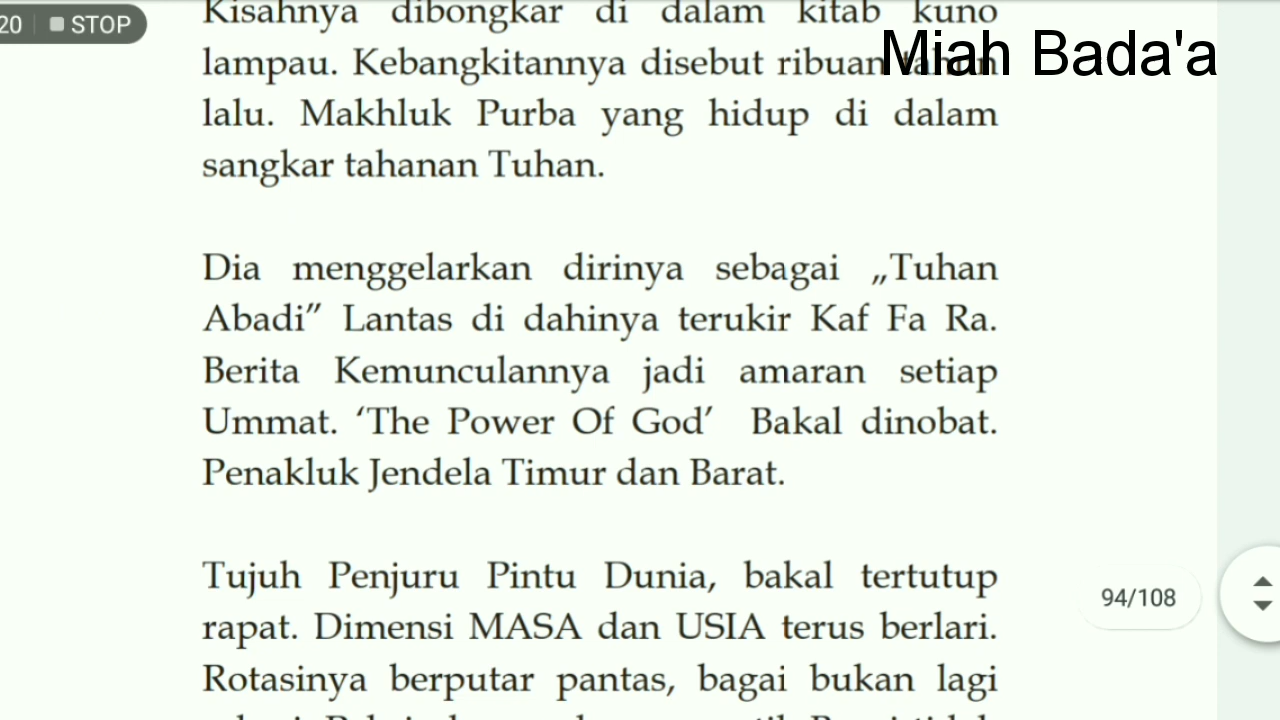 20 STOP
Miah Bada'a
Kisahnya dibongkar di dalam kitab kuno
lampau. Kebangkitannya disebut ribuan tahun
lalu. Makhluk Purba yang hidup di dalam
sangkar tahanan Tuhan.
Dia menggelarkan dirinya sebagai „Tuhan
Abadi” Lantas di dahinya terukir Kaf Fa Ra.
Berita Kemunculannya jadi amaran setiap
Ummat. ‘The Power Of God’ Bakal dinobat.
Penakluk Jendela Timur dan Barat.
Tujuh Penjuru Pintu Dunia, bakal tertutup
rapat. Dimensi MASA dan USIA terus berlari.
Rotasinya berputar pantas, bagai bukan lagi
94/108